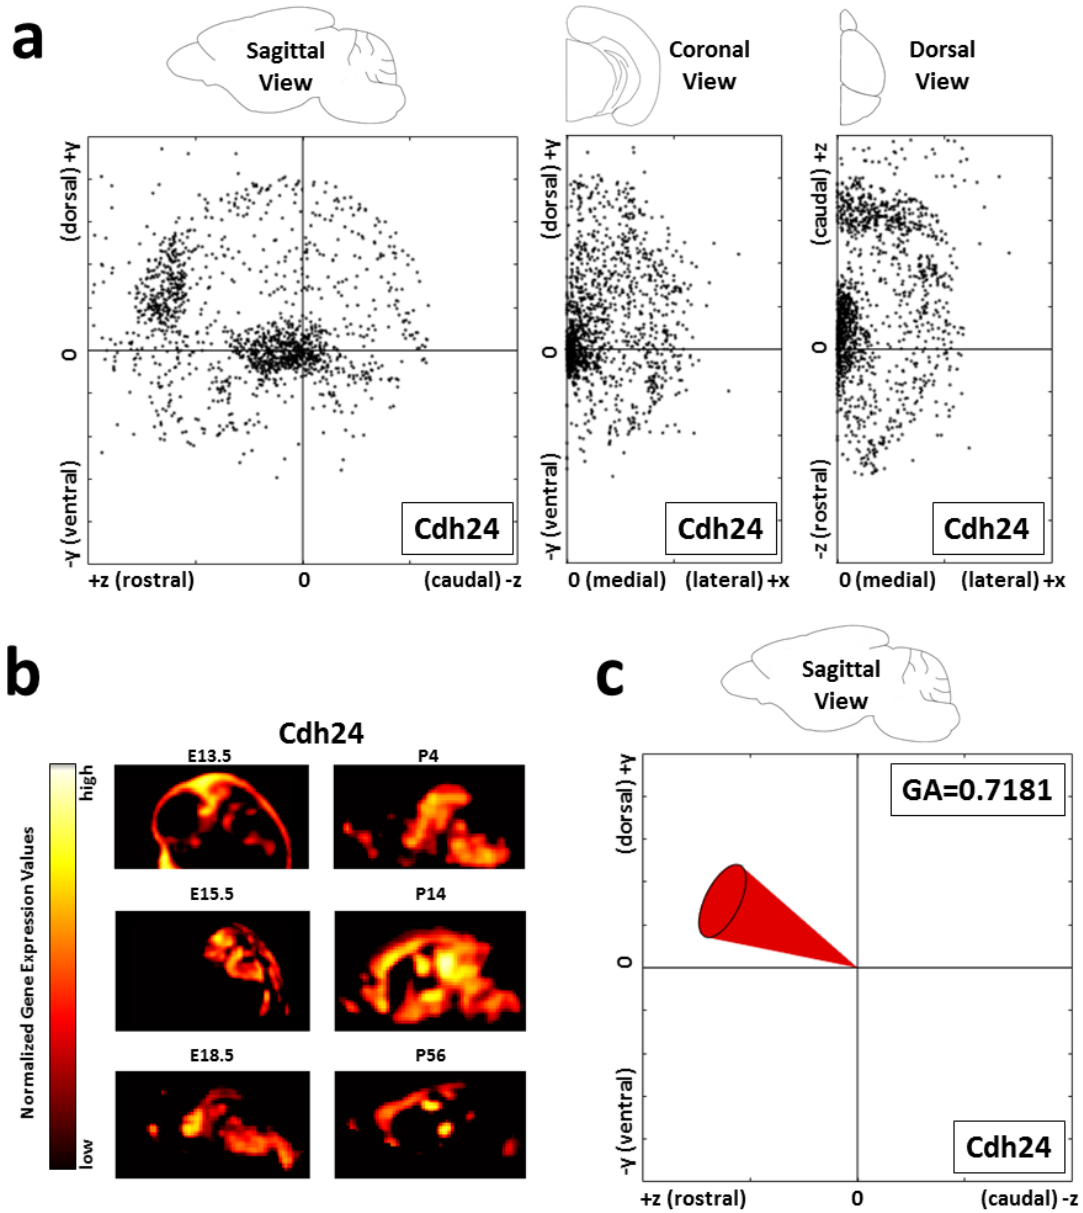 a
Sagittal
View
Coronal
View
Dorsal
View
(dorsal) +y
0
-y (ventral)
Cdh24
+z (rostral) 0 (caudal) -z
(dorsal) +y
0
-y (ventral)
Cdh24
0 (medial) (lateral) +x
(caudal) +z
0
-z (rostral)
Cdh24
0 (medial) (lateral) +x
b
Cdh24
Normalized Gene Expression Values
high
low
E13.5
P4
E15.5
P14
E18.5
P56
c
Sagittal
View
(dorsal) +y
0
-y (ventral)
GA=0.7181
Cdh24
+z (rostral) 0 (caudal) -z